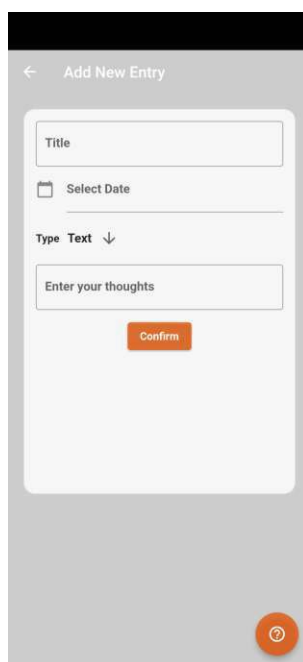 Add New Entry
Title
Select Date
Type Text
Enter your thoughts
Confirm